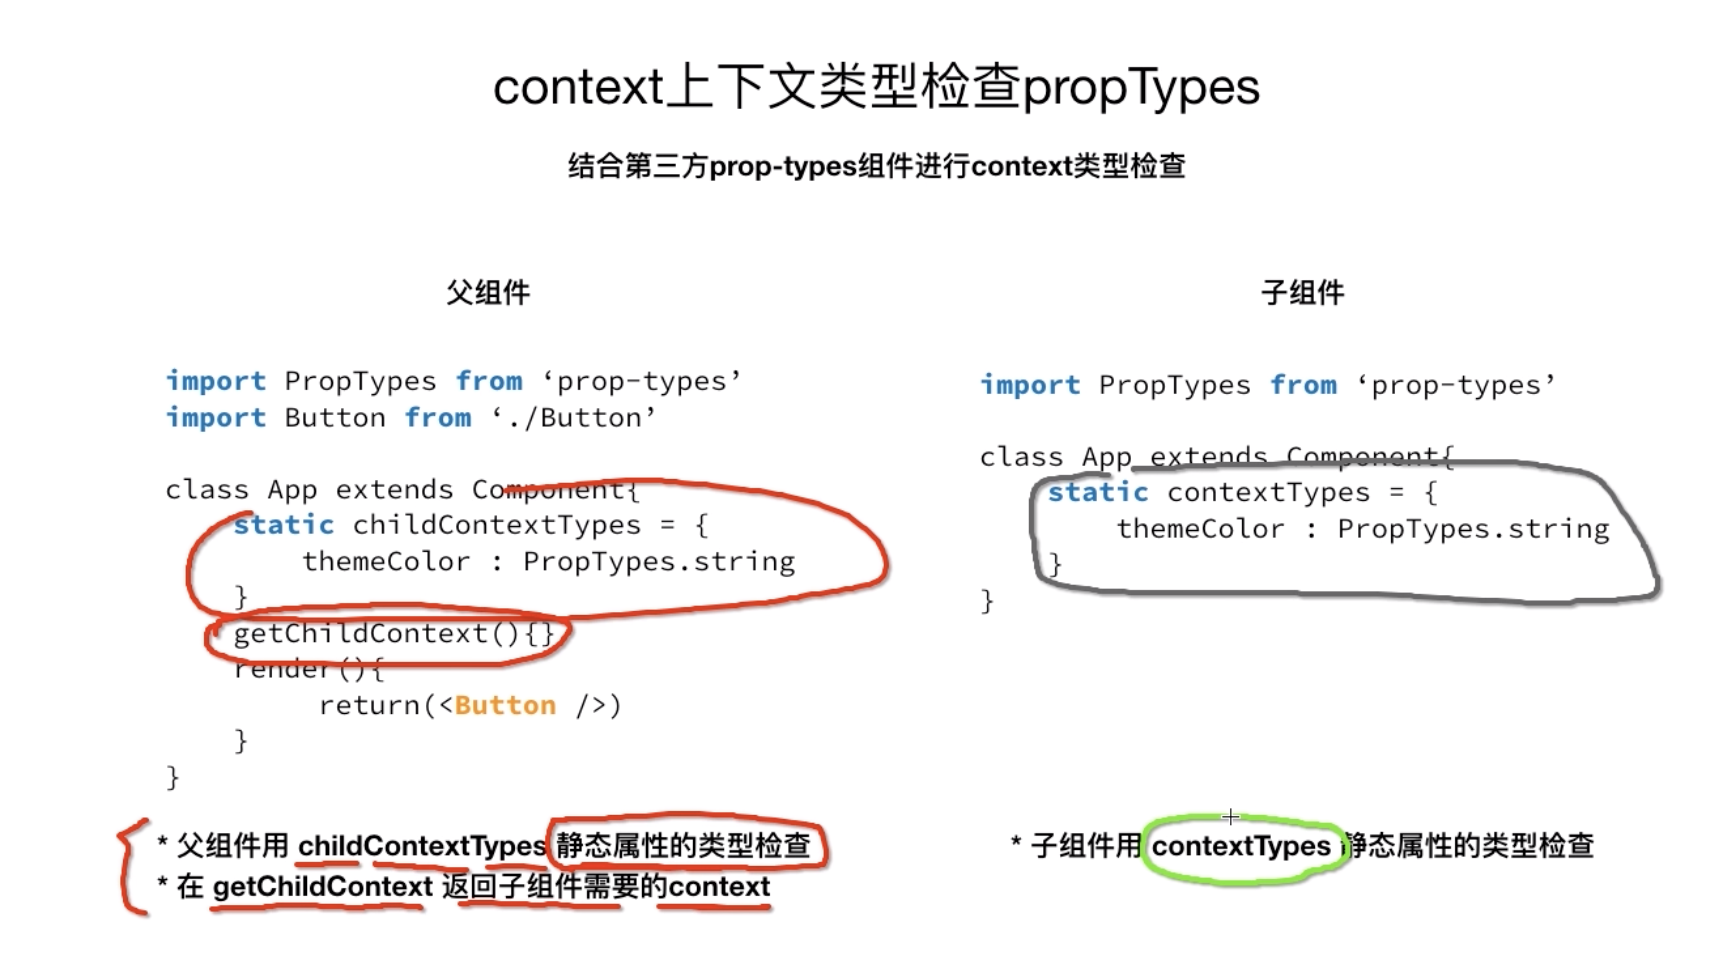 context上下文类型检查propTypes
结合第三方prop-types组件进行context类型检查
父组件
import PropTypes from ‘prop-types’
import Button from ‘./Button’
class App extends Component{
static childContextTypes = {
themeColor : PropTypes.string
}
getChildContext(){}
render(){
return(<Button />)
}
}
* 父组件用 childContextTypes 静态属性的类型检查
* 在 getChildContext 返回子组件需要的context
子组件
import PropTypes from ‘prop-types’
class App extends Component{
static contextTypes = {
themeColor : PropTypes.string
}
}
* 子组件用 contextTypes 静态属性的类型检查